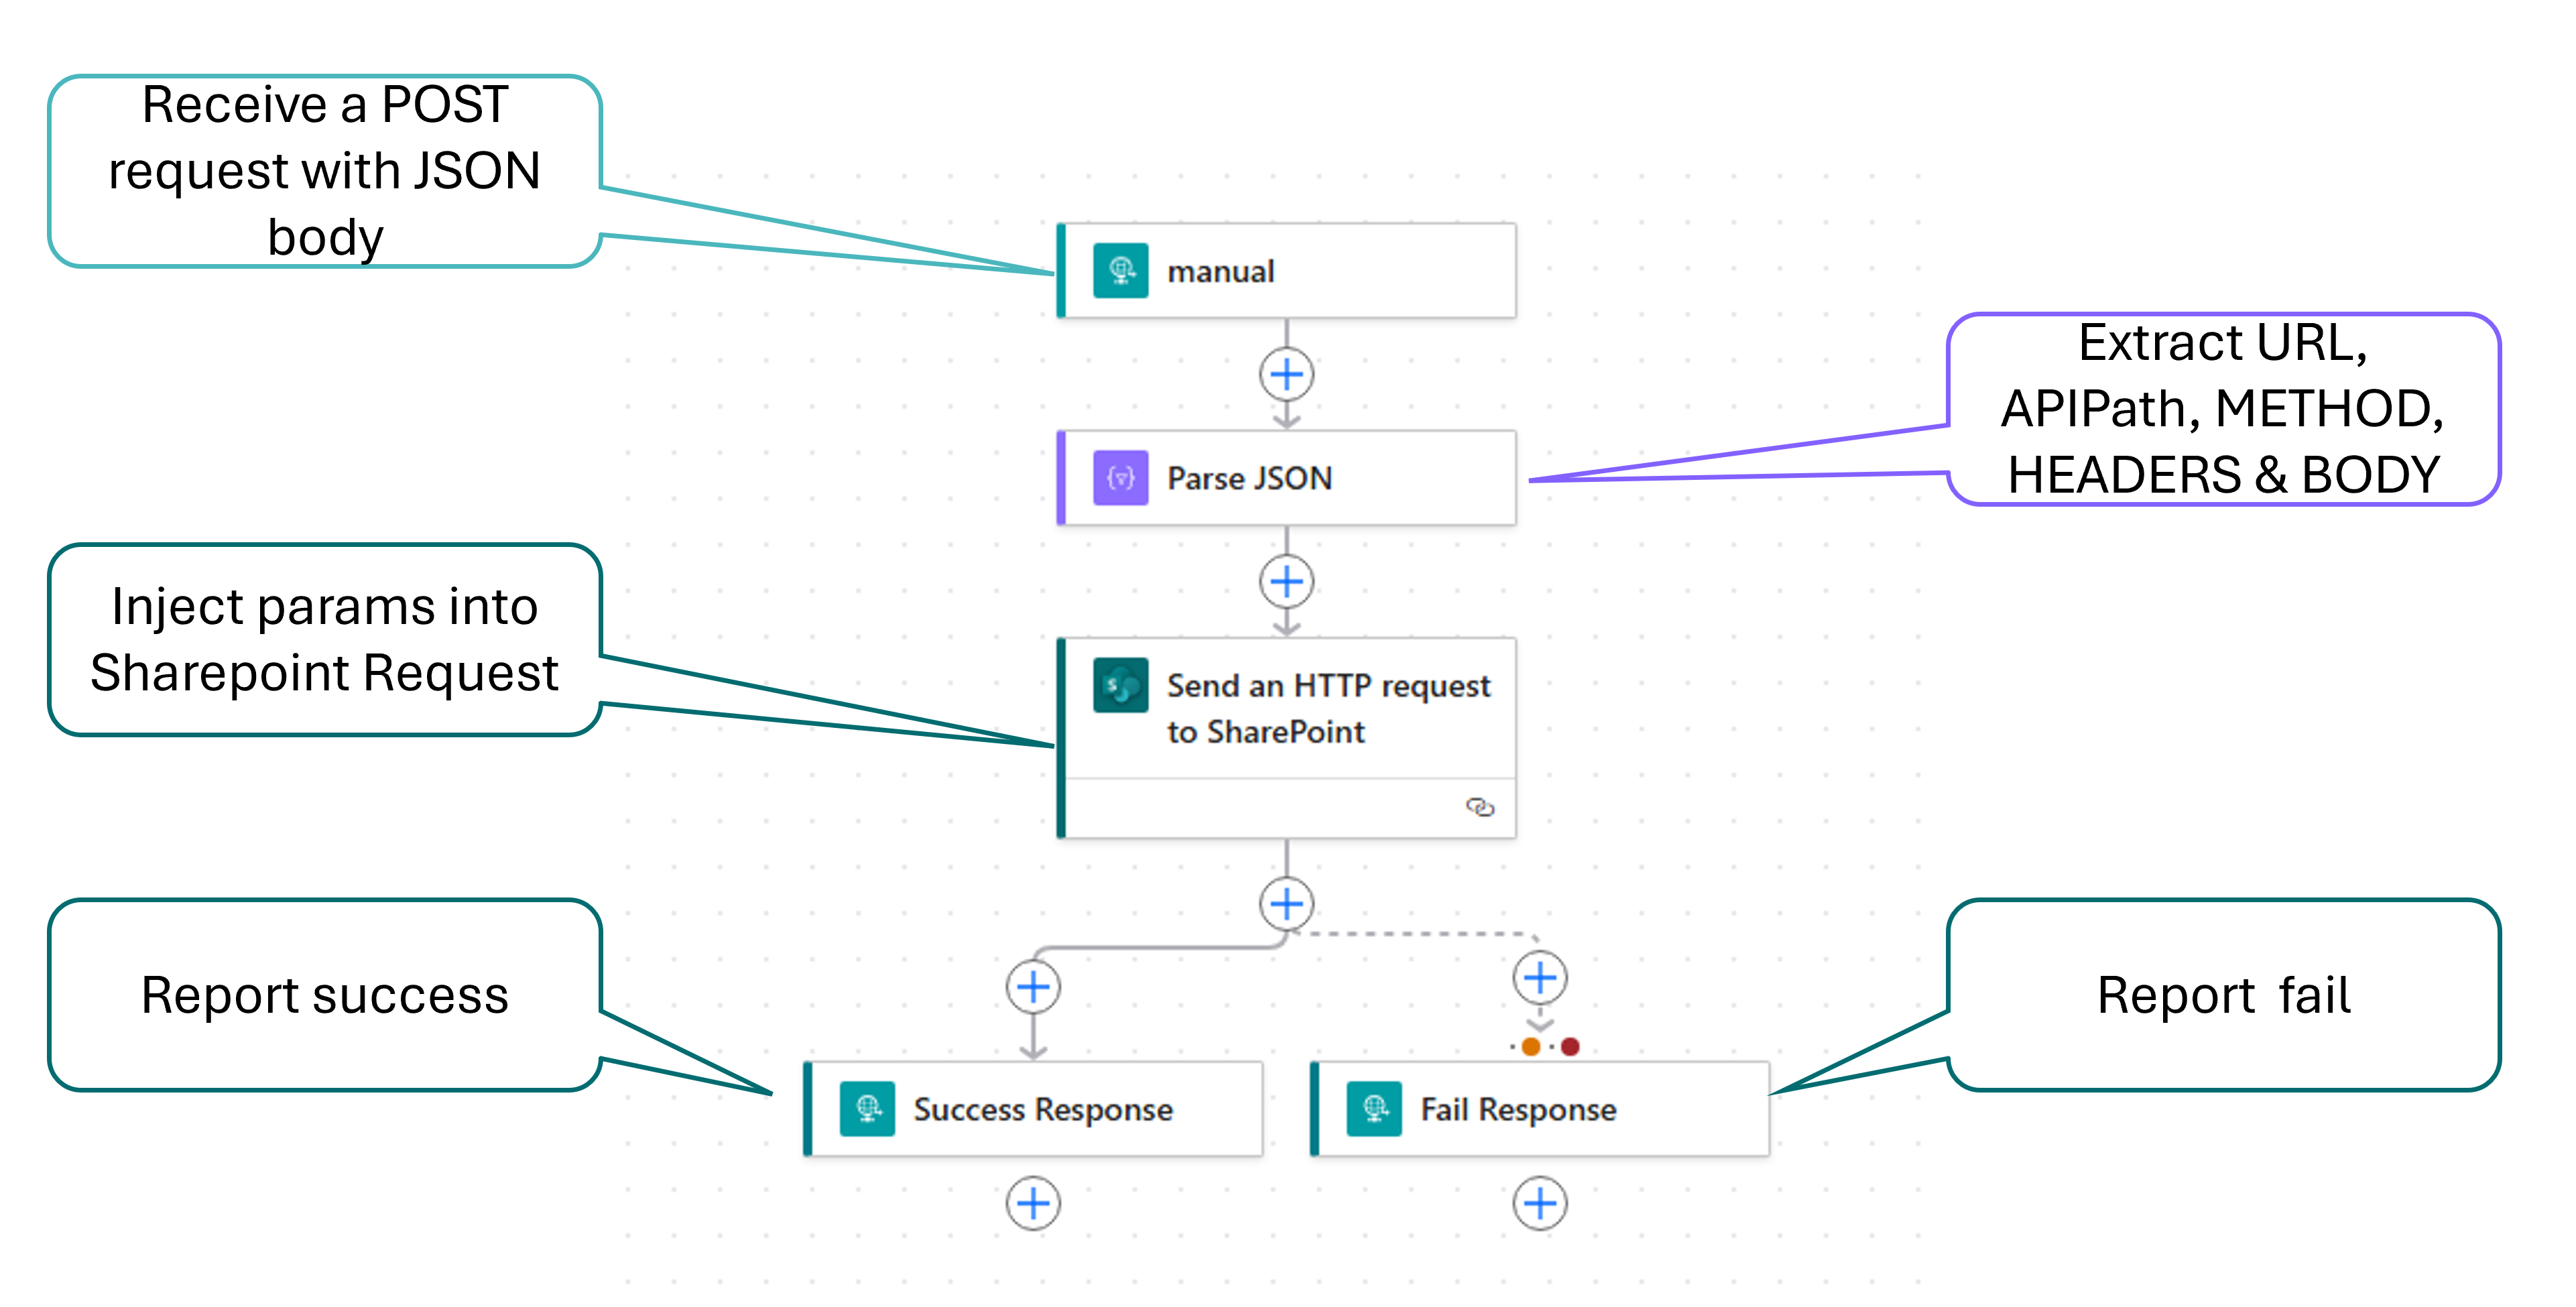 Receive a POST
request with JSON
body
manual
Extract URL,
APIPath, METHOD,
HEADERS & BODY
Parse JSON
Inject params into
Sharepoint Request
Send an HTTP request
to SharePoint
Report success
Report  fail
Success Response
Fail Response